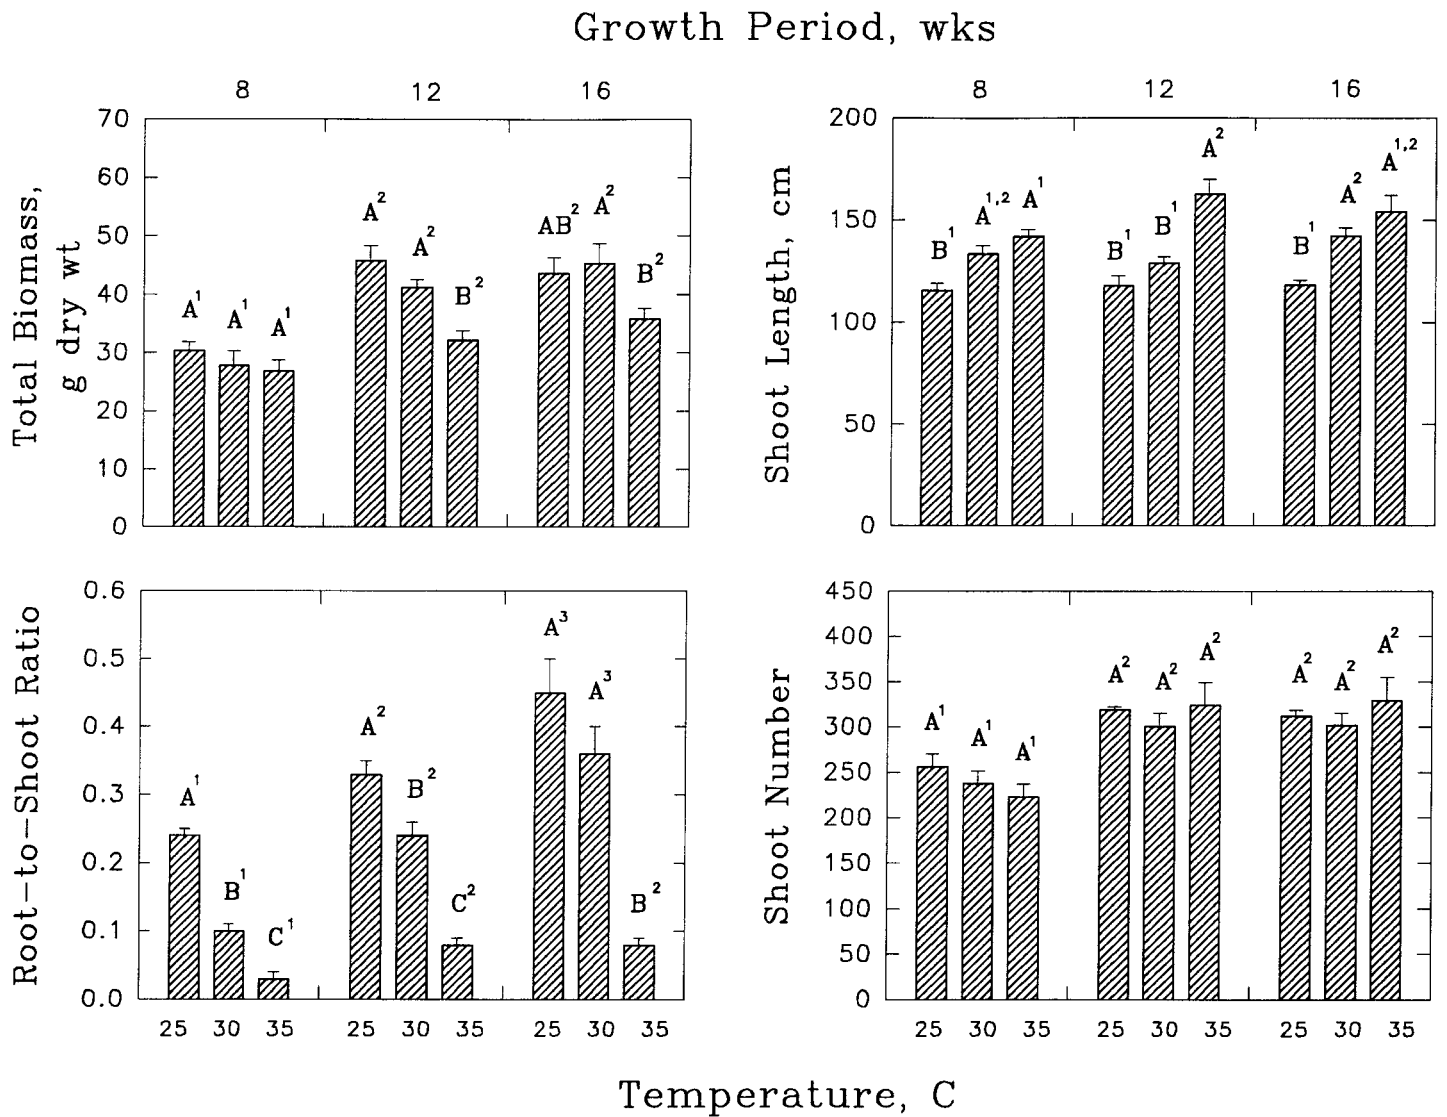 Growth Period, wks
8 12 16
8 12 16
Total Biomass,
g dry wt
70
60
50
40
30
20
10
0
A¹ A¹ A¹ A² A² B² AB² A² B²
Shoot Length, cm
200
150
100
50
0
B¹ A¹,² A¹ B¹ B¹ A² B¹ A² A¹,²
Root-to-Shoot Ratio
0.6
0.5
0.4
0.3
0.2
0.1
0.0
A¹ B¹ C¹ A² B² C² A³ A³ B²
25 30 35 25 30 35 25 30 35
Shoot Number
450
400
350
300
250
200
150
100
50
0
A¹ A¹ A¹ A² A² A² A² A² A²
25 30 35 25 30 35 25 30 35
Temperature, C